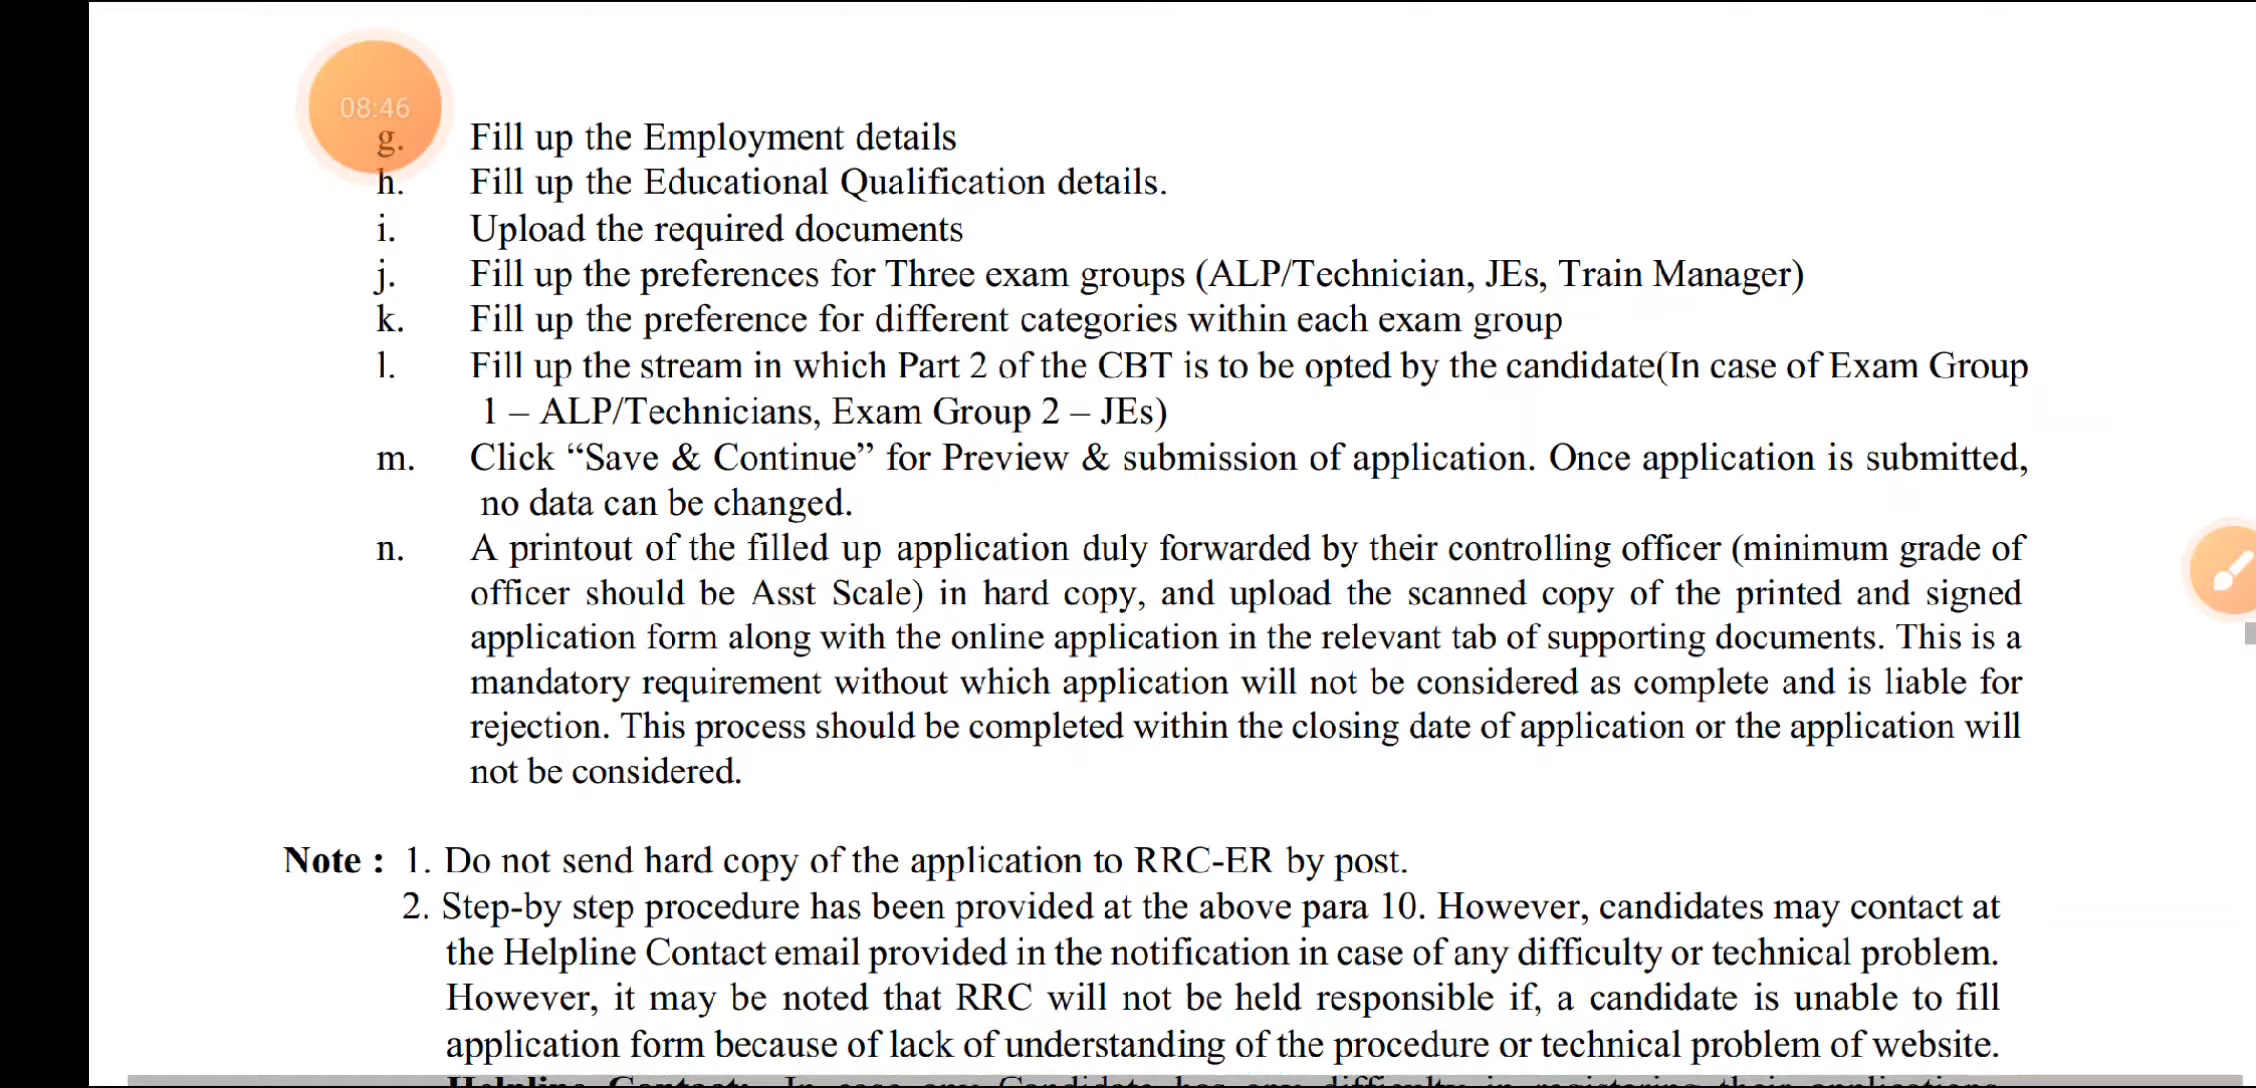 08:46
g. Fill up the Employment details
h. Fill up the Educational Qualification details.
i. Upload the required documents
j. Fill up the preferences for Three exam groups (ALP/Technician, JEs, Train Manager)
k. Fill up the preference for different categories within each exam group
l. Fill up the stream in which Part 2 of the CBT is to be opted by the candidate(In case of Exam Group
1 – ALP/Technicians, Exam Group 2 – JEs)
m. Click “Save & Continue” for Preview & submission of application. Once application is submitted,
no data can be changed.
n. A printout of the filled up application duly forwarded by their controlling officer (minimum grade of
officer should be Asst Scale) in hard copy, and upload the scanned copy of the printed and signed
application form along with the online application in the relevant tab of supporting documents. This is a
mandatory requirement without which application will not be considered as complete and is liable for
rejection. This process should be completed within the closing date of application or the application will
not be considered.
Note : 1. Do not send hard copy of the application to RRC-ER by post.
2. Step-by step procedure has been provided at the above para 10. However, candidates may contact at
the Helpline Contact email provided in the notification in case of any difficulty or technical problem.
However, it may be noted that RRC will not be held responsible if, a candidate is unable to fill
application form because of lack of understanding of the procedure or technical problem of website.